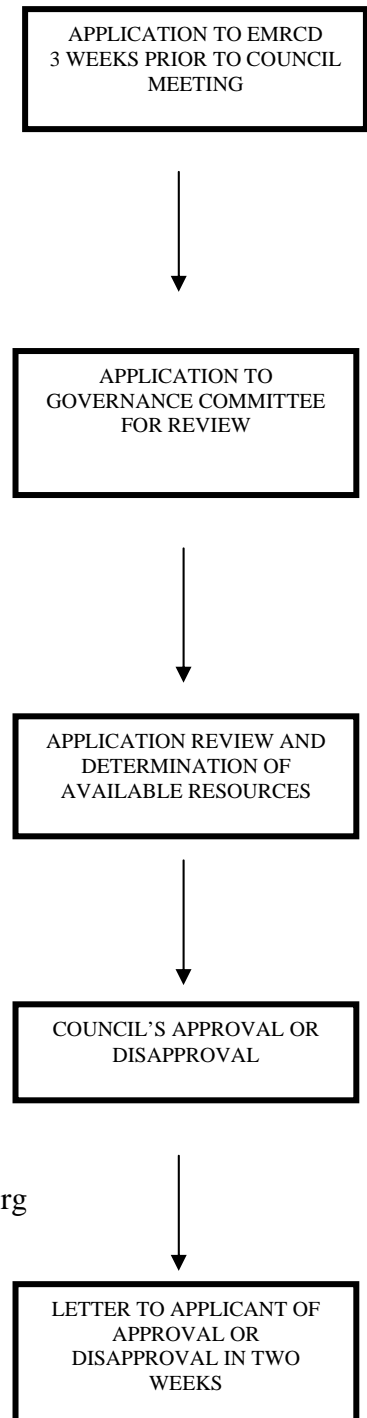 APPLICATION TO EMRCD
3 WEEKS PRIOR TO COUNCIL
MEETING
APPLICATION TO
GOVERNANCE COMMITTEE
FOR REVIEW
APPLICATION REVIEW AND
DETERMINATION OF
AVAILABLE RESOURCES
COUNCIL’S APPROVAL OR
DISAPPROVAL
rg
LETTER TO APPLICANT OF
APPROVAL OR
DISAPPROVAL IN TWO
WEEKS